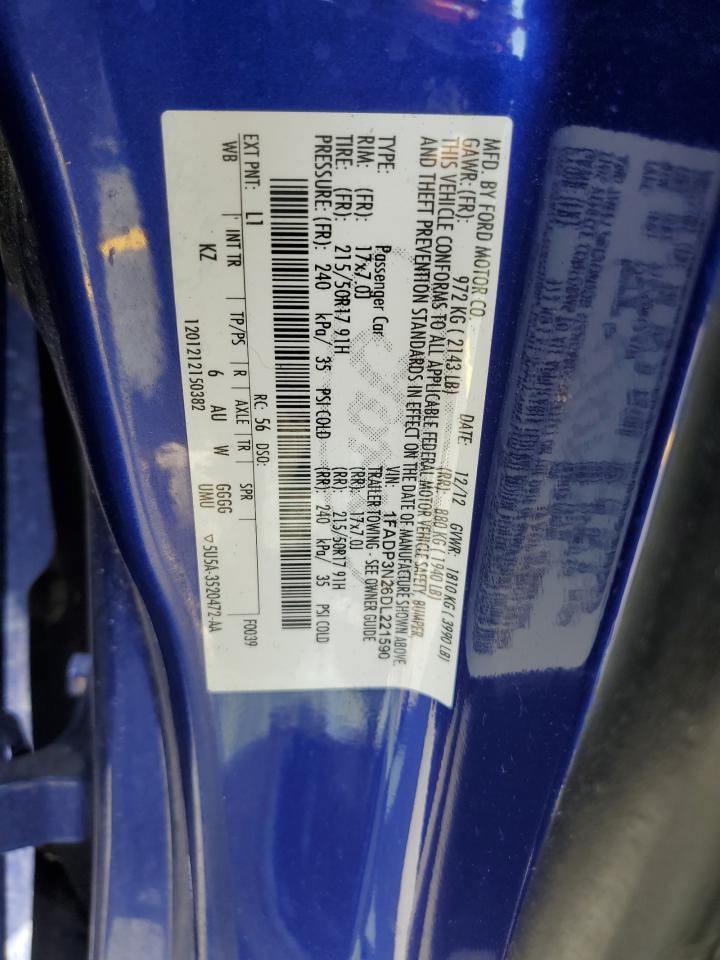 MFD. BY FORD MOTOR CO. DATE: 12/12 GVWR: 1810 KG ( 3990 LB)
GAWR: (FR): 972 KG ( 2143 LB) (RR): 880 KG ( 1940 LB)
THIS VEHICLE CONFORMS TO ALL APPLICABLE FEDERAL MOTOR VEHICLE SAFETY, BUMPER
AND THEFT PREVENTION STANDARDS IN EFFECT ON THE DATE OF MANUFACTURE SHOWN ABOVE
VIN: 1FADP3N26DL221590
TYPE: Passenger Car TRAILER TOWING - SEE OWNER GUIDE
RIM: (FR): 17x7.0J (RR): 17x7.0J
TIRE: (FR): 215/50R17 91H (RR): 215/50R17 91H
PRESSURE: (FR): 240 kPa/ 35 PSI COLD (RR): 240 kPa/ 35 PSI COLD
RC: 56 DSO: F0039
EXT PNT: L1 INT TR TP/PS R AXLE TR SPR
WB KZ 6 AU W GGGG UMU
1201212150382 ▽5U5A-3520472-AA